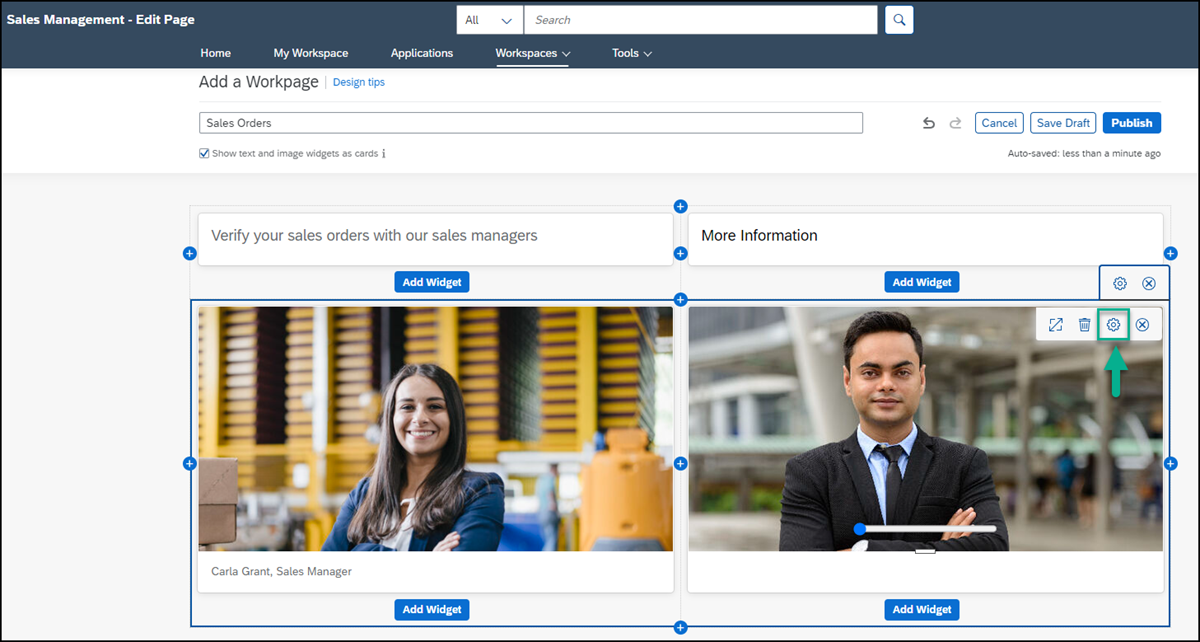 Sales Management - Edit Page
All
Search
Home
My Workspace
Applications
Workspaces
Tools
Add a Workpage
Design tips
Sales Orders
Cancel
Save Draft
Publish
Show text and image widgets as cards
Auto-saved: less than a minute ago
Verify your sales orders with our sales managers
More Information
Add Widget
Add Widget
Carla Grant, Sales Manager
Add Widget
Add Widget